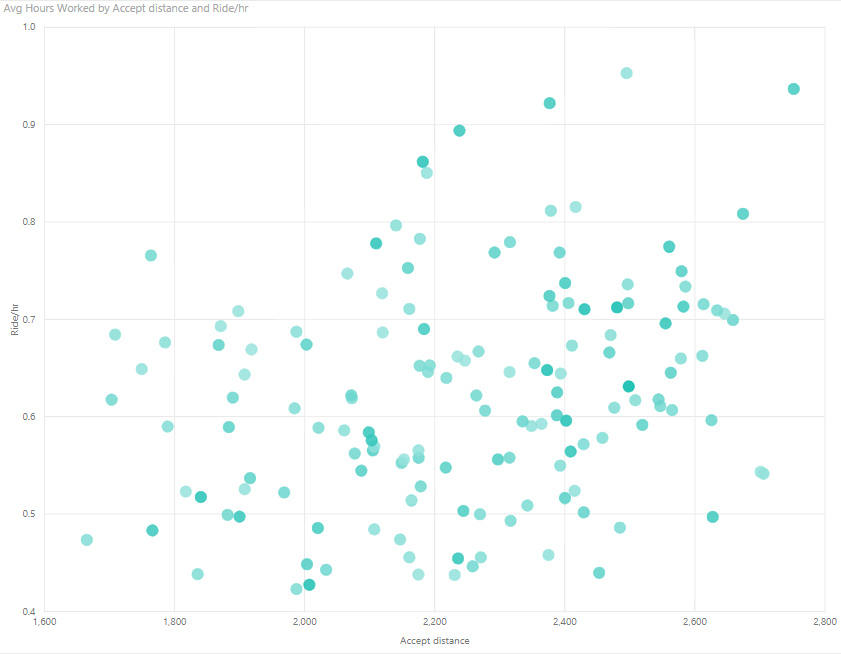 Avg Hours Worked by Accept distance and Ride/hr
1.0
0.9
0.8
0.7
Ride/hr
0.6
0.5
0.4
1,600 1,800 2,000 2,200 2,400 2,600 2,800
Accept distance